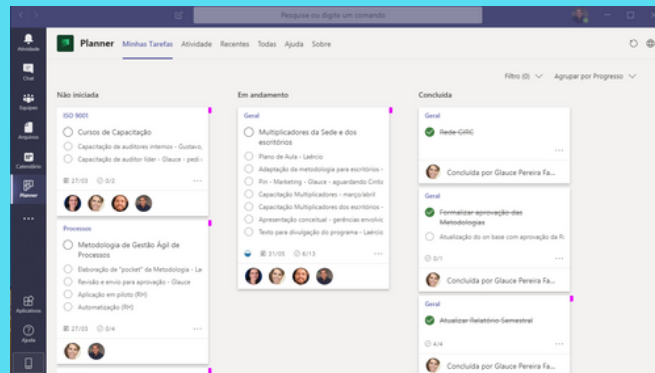 Pesquise ou digite um comando
Atividade
Chat
Equipes
Arquivos
Calendário
Planner
Aplicativos
Ajuda
Planner Minhas Tarefas Atividade Recentes Todas Ajuda Sobre
Filtro (0) Agrupar por Progresso
Não iniciada
ISO 9001
Cursos de Capacitação
Capacitação de auditores internos - Gustavo,
Capacitação de auditor líder - Glauce - pedi
27/03 0/2
Processos
Metodologia de Gestão Ágil de
Processos
Elaboração de "pocket" da Metodologia - La
Revisão e envio para aprovação - Glauce
Aplicação em piloto (RH)
Automatização (RH)
27/03 0/4
Em andamento
Geral
Multiplicadores da Sede e dos
escritórios
Plano de Aula - Laércio
Adaptação da metodologia para escritórios -
Pin - Marketing - Glauce - aguardando Cintc
Capacitação Multiplicadores - março/abril
Capacitação Multiplicadores dos escritórios -
Apresentação conceitual - gerências envolvic
Texto para divulgação do programa - Laércio
31/05 6/13
Concluída
Geral
Rede GIRC
Concluída por Glauce Pereira Fa...
Geral
Formalizar aprovação das
Metodologias
Atualização do on base com aprovação da R
0/1
Concluída por Glauce Pereira Fa...
Geral
Atualizar Relatório Semestral
4/4
Concluída por Glauce Pereira Fa...